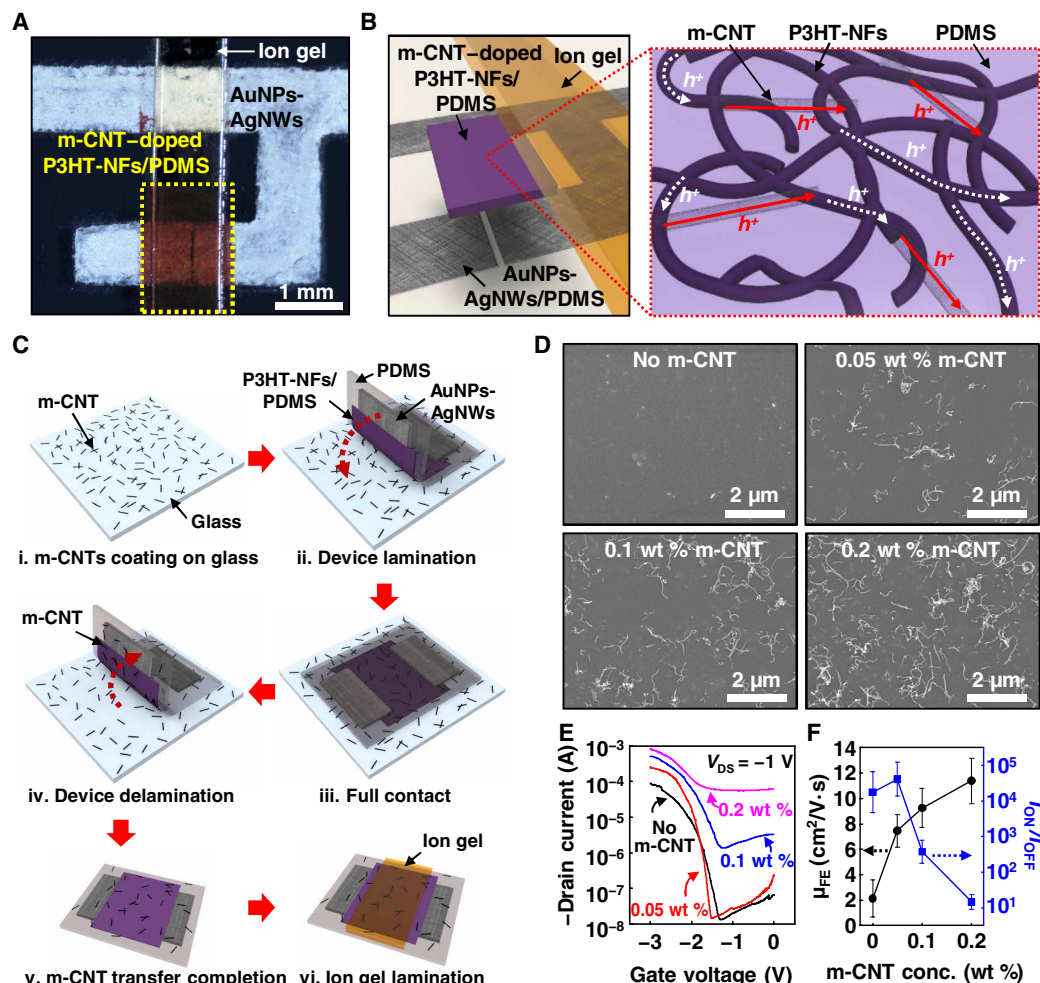 A
Ion gel
AuNPs-
AgNWs
m-CNT–doped
P3HT-NFs/PDMS
1 mm
B
m-CNT–doped
P3HT-NFs/
PDMS
Ion gel
AuNPs-
AgNWs/PDMS
m-CNT
P3HT-NFs
PDMS
h+
h+
h+
h+
h+
h+
h+
h+
h+
C
m-CNT
Glass
i. m-CNTs coating on glass
P3HT-NFs/
PDMS
PDMS
AuNPs-
AgNWs
ii. Device lamination
m-CNT
iv. Device delamination
iii. Full contact
v. m-CNT transfer completion
Ion gel
vi. Ion gel lamination
D
No m-CNT
2 µm
0.05 wt % m-CNT
2 µm
0.1 wt % m-CNT
2 µm
0.2 wt % m-CNT
2 µm
E
−Drain current (A)
10−3
10−4
10−5
10−6
10−7
10−8
VDS = −1 V
0.2 wt %
No
m-CNT
0.1 wt %
0.05 wt %
−3 −2 −1 0
Gate voltage (V)
F
µFE (cm2/V·s)
14
12
10
8
6
4
2
0
105
104
103
102
101
ION/IOFF
0 0.1 0.2
m-CNT conc. (wt %)